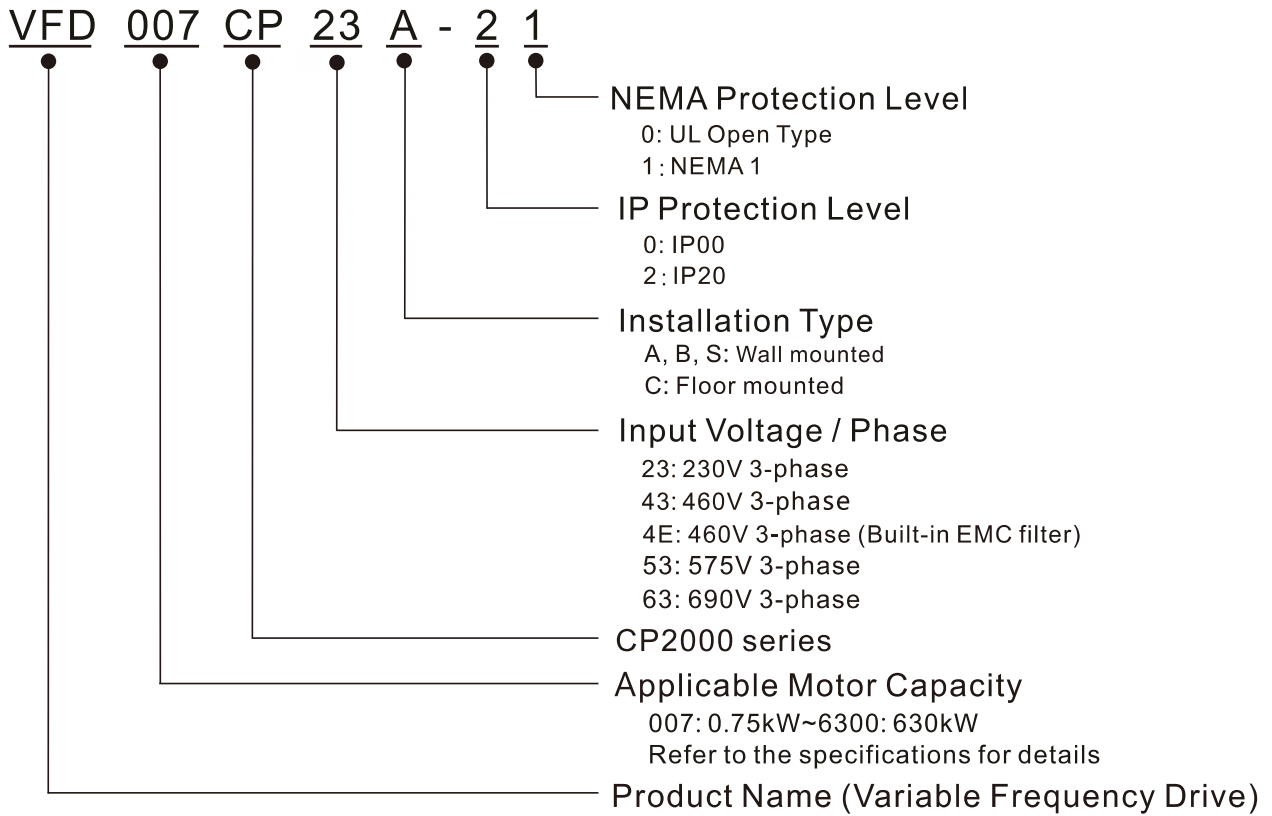 VFD 007 CP 23 A - 2 1
NEMA Protection Level
0: UL Open Type
1: NEMA 1
IP Protection Level
0: IP00
2: IP20
Installation Type
A, B, S: Wall mounted
C: Floor mounted
Input Voltage / Phase
23: 230V 3-phase
43: 460V 3-phase
4E: 460V 3-phase (Built-in EMC filter)
53: 575V 3-phase
63: 690V 3-phase
CP2000 series
Applicable Motor Capacity
007: 0.75kW~6300: 630kW
Refer to the specifications for details
Product Name (Variable Frequency Drive)